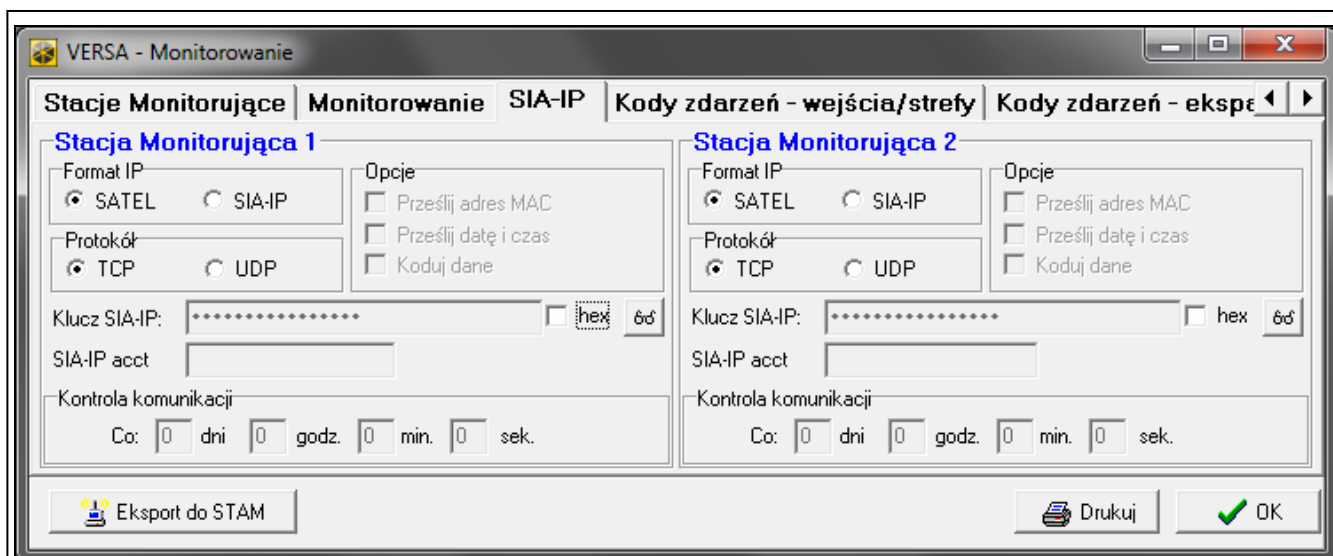 VERSA - Monitorowanie
Stacje Monitorujące Monitorowanie SIA-IP Kody zdarzeń - wejścia/strefy Kody zdarzeń - ekspa
Stacja Monitorująca 1
Format IP
SATEL SIA-IP
Opcje
Prześlij adres MAC
Prześlij datę i czas
Koduj dane
Protokół
TCP UDP
Klucz SIA-IP: **************** hex
SIA-IP acct
Kontrola komunikacji
Co: 0 dni 0 godz. 0 min. 0 sek.
Stacja Monitorująca 2
Format IP
SATEL SIA-IP
Opcje
Prześlij adres MAC
Prześlij datę i czas
Koduj dane
Protokół
TCP UDP
Klucz SIA-IP: **************** hex
SIA-IP acct
Kontrola komunikacji
Co: 0 dni 0 godz. 0 min. 0 sek.
Eksport do STAM Drukuj OK